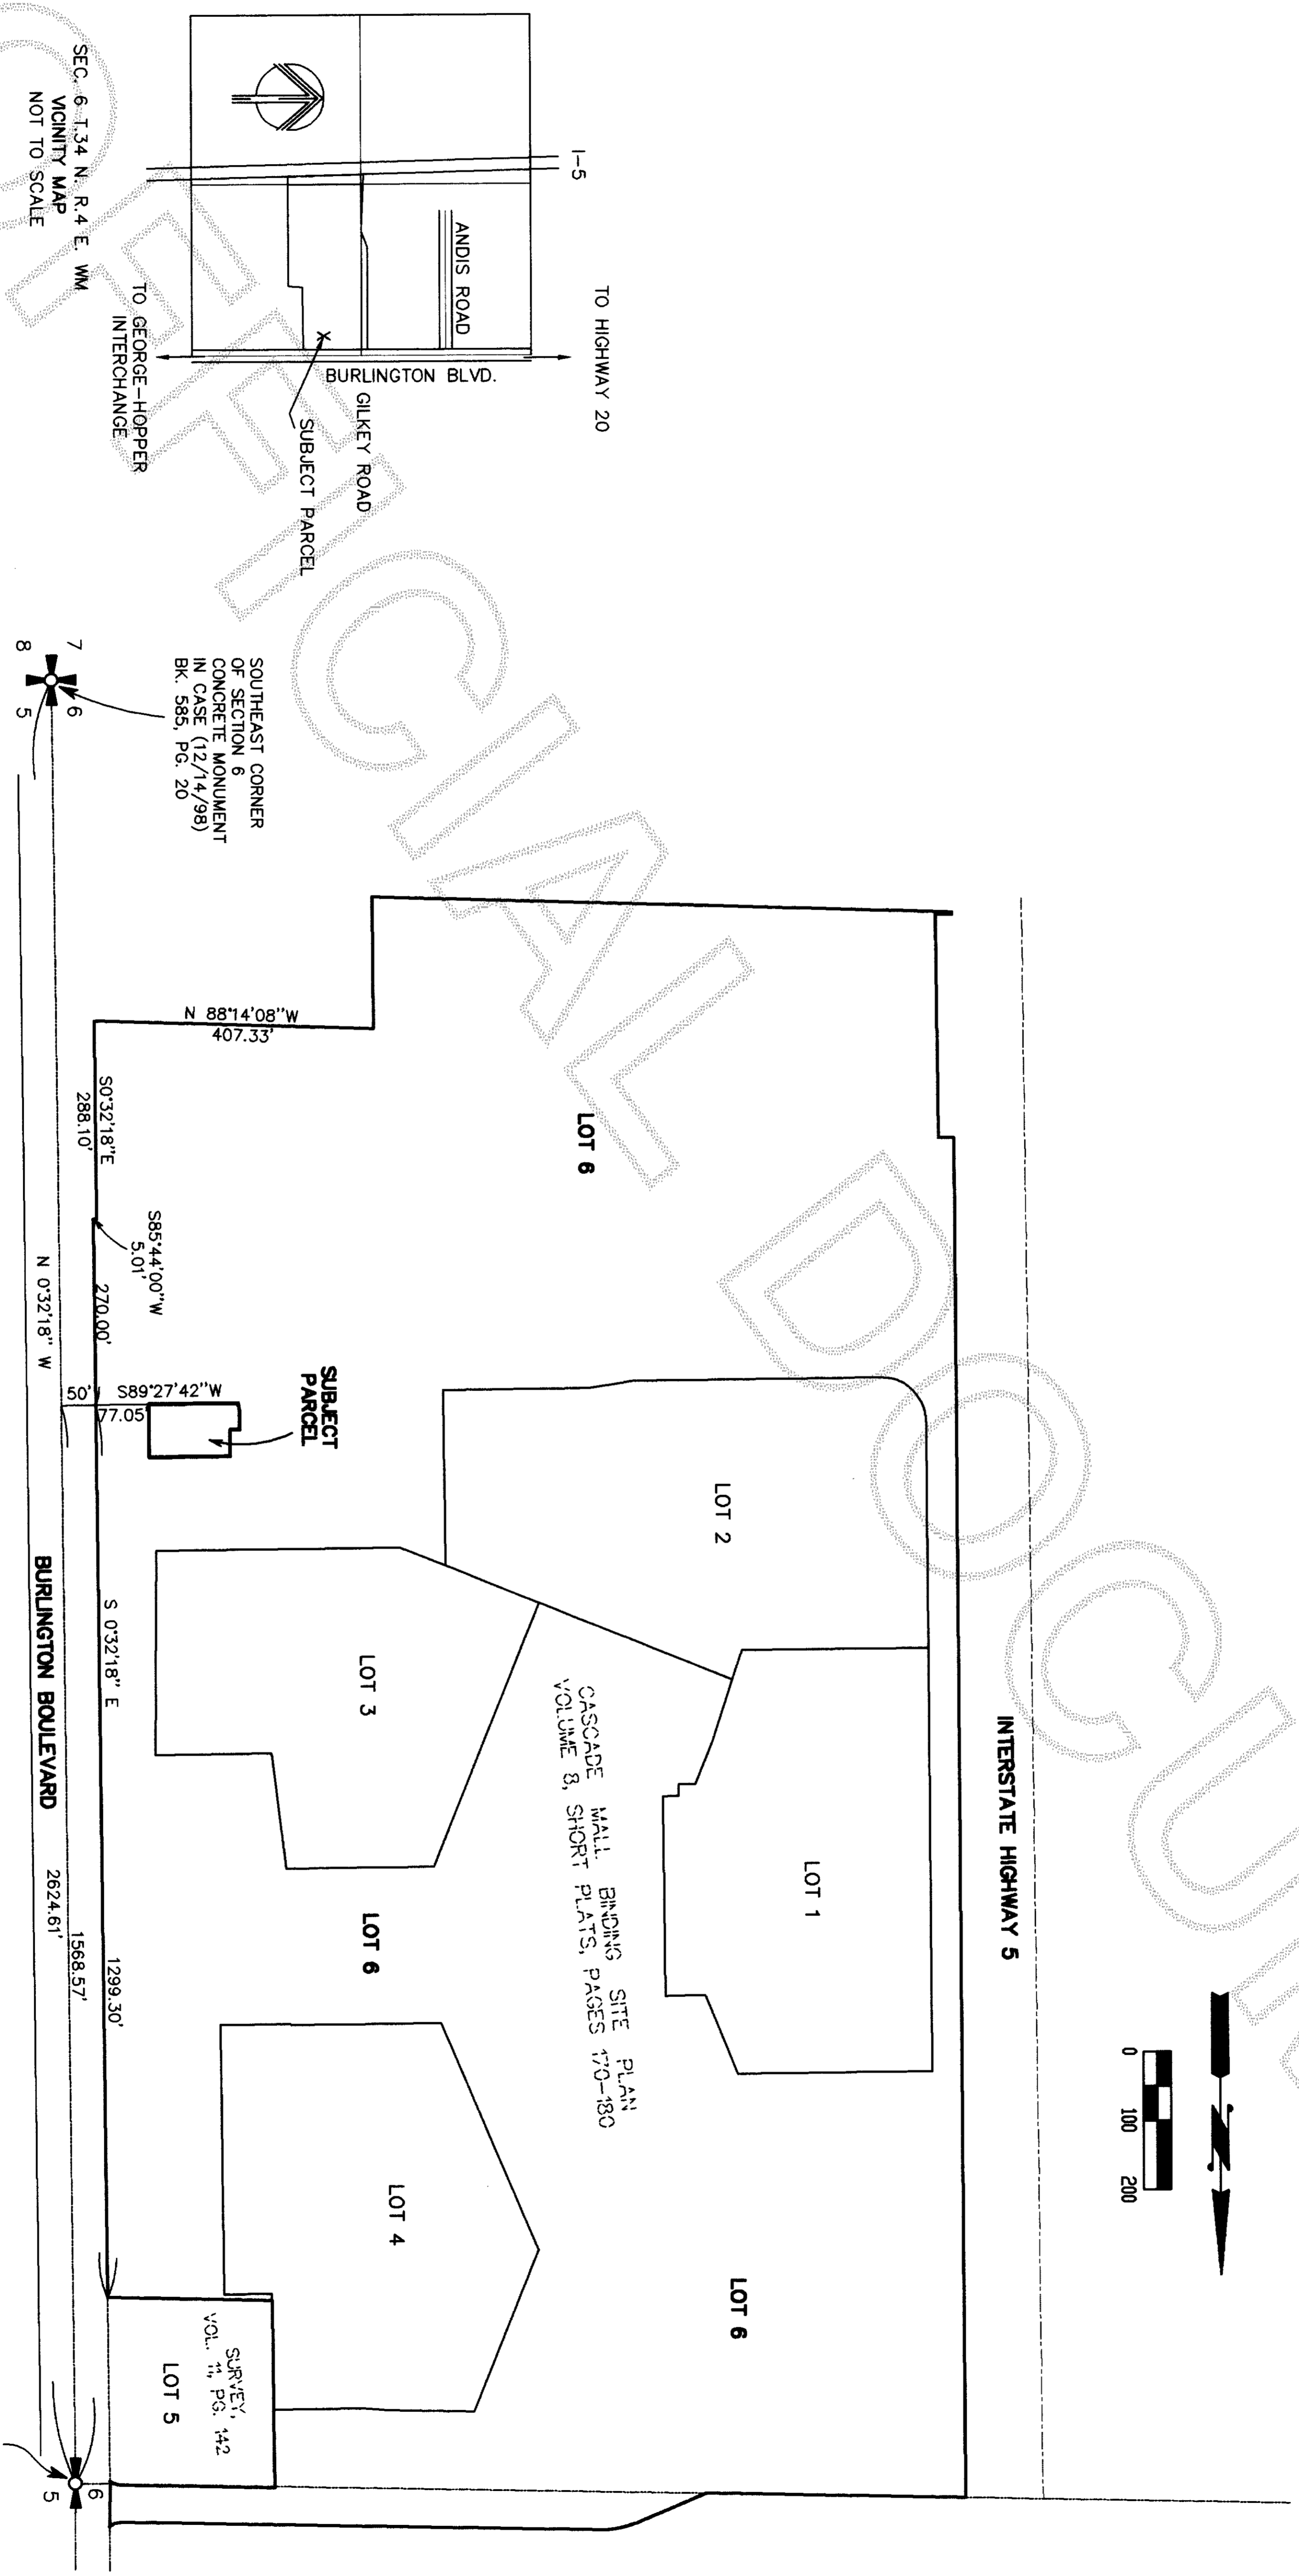 I-5
TO HIGHWAY 20
ANDIS ROAD
BURLINGTON BLVD.
GILKEY ROAD
SUBJECT PARCEL
TO GEORGE-HOPPER
INTERCHANGE
SEC. 6 T.34 N. R.4 E. WM
VICINITY MAP
NOT TO SCALE
SOUTHEAST CORNER
OF SECTION 6
CONCRETE MONUMENT
IN CASE (12/14/98)
BK. 585, PG. 20
7
6
8
5
N 88°14'08"W
407.33'
S0°32'18"E
288.10'
S85°44'00"W
5.01'
270.00'
N 0°32'18" W
50'
S89°27'42"W
77.05'
SUBJECT
PARCEL
LOT 6
LOT 2
LOT 3
S 0°32'18" E
BURLINGTON BOULEVARD
2624.61'
1568.57'
1299.30'
CASCADE MALL BINDING SITE PLAN
VOLUME 8, SHORT PLATS, PAGES 170-180
LOT 1
INTERSTATE HIGHWAY 5
LOT 6
LOT 4
LOT 6
SURVEY,
VOL. 11, PG. 142
LOT 5
6
5
0 100 200
N
X
OFFICIAL DOCU